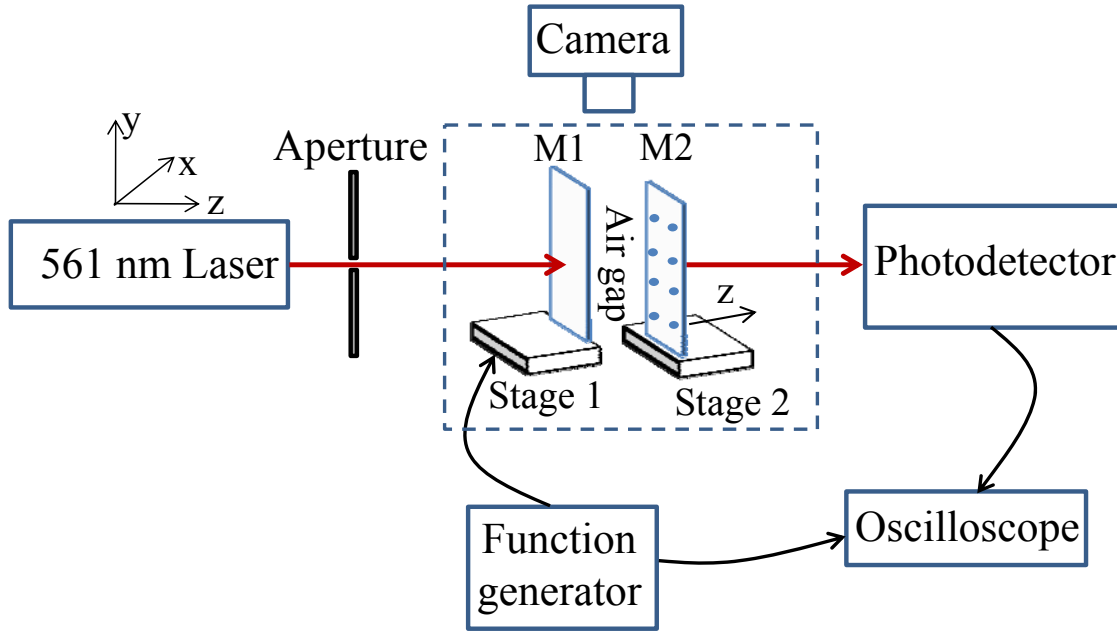 Camera
y
x
z
Aperture
M1
M2
Air gap
561 nm Laser
Photodetector
z
Stage 1
Stage 2
Function
generator
Oscilloscope